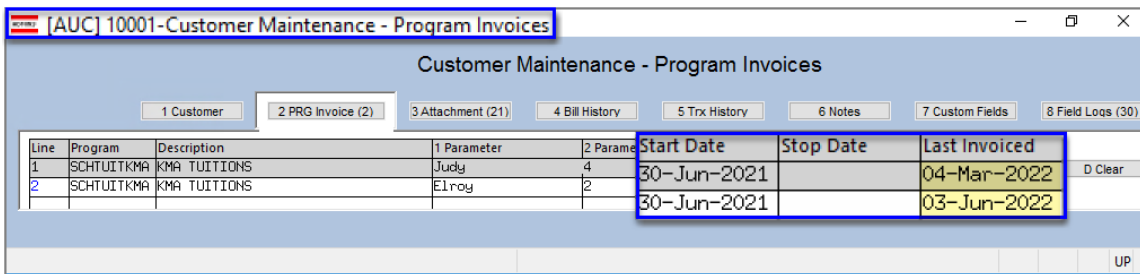 [AUC] 10001-Customer Maintenance - Program Invoices
Customer Maintenance - Program Invoices
1 Customer 2 PRG Invoice (2) 3 Attachment (21) 4 Bill History 5 Trx History 6 Notes 7 Custom Fields 8 Field Logs (30)
Line Program Description 1 Parameter 2 Parame Start Date Stop Date Last Invoiced
1 SCHTUITKMA KMA TUITIONS Judy 4 30-Jun-2021 04-Mar-2022 D Clear
2 SCHTUITKMA KMA TUITIONS Elroy 2 30-Jun-2021 03-Jun-2022
UP